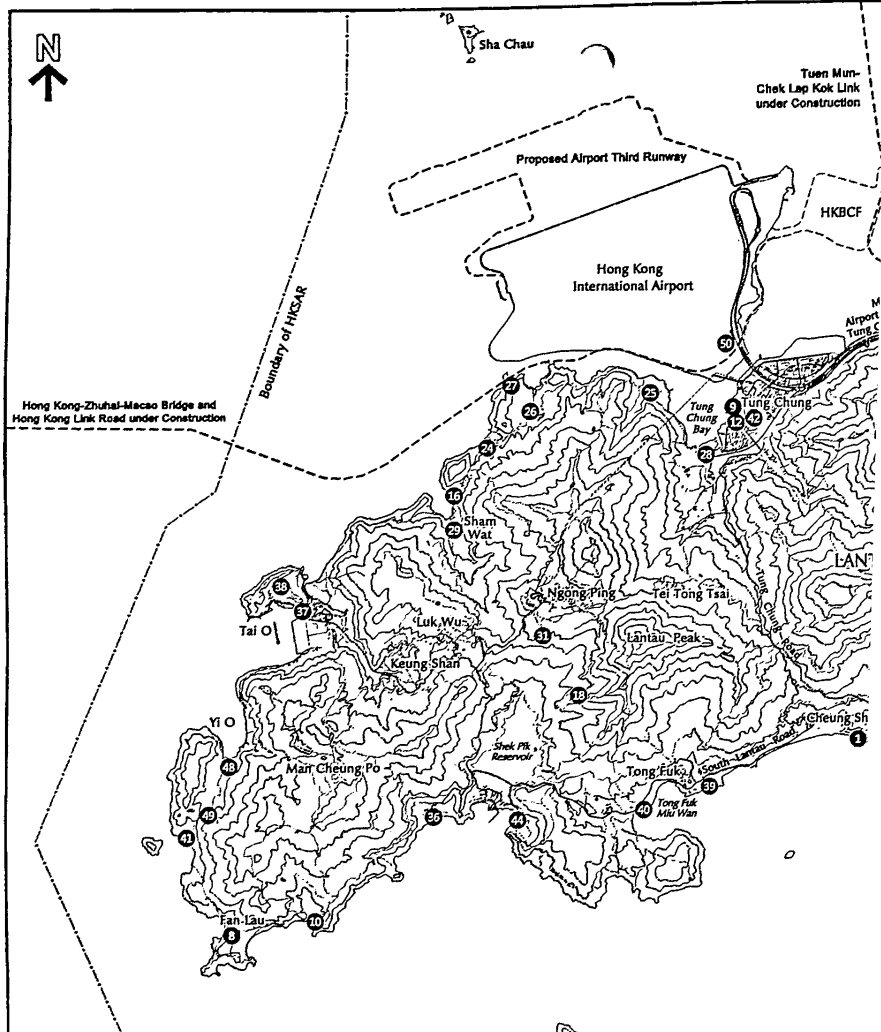 N
Sha Chau
Tuen Mun-
Chek Lap Kok Link
under Construction
Proposed Airport Third Runway
HKBCF
Hong Kong
International Airport
Boundary of HKSAR
Airport
Tung C
50
27
26
25
Hong Kong-Zhuhai-Macao Bridge and
Hong Kong Link Road under Construction
Tung
Chung
Bay
9
Tung Chung
12
42
24
28
16
29
Sham
Wat
LANT
38
37
Ngong Ping
Tei Tong Tsai
Tung Chung Road
Tai O
Luk Wu
31
Lantau Peak
Keung Shan
18
Yi O
Cheung Sh
1
Shek Pik
Reservoir
South Lantau Road
48
Man Cheung Po
Tong Fuk
39
49
36
44
40
Tong Fuk
Miu Wan
41
Fan Lau
10
8